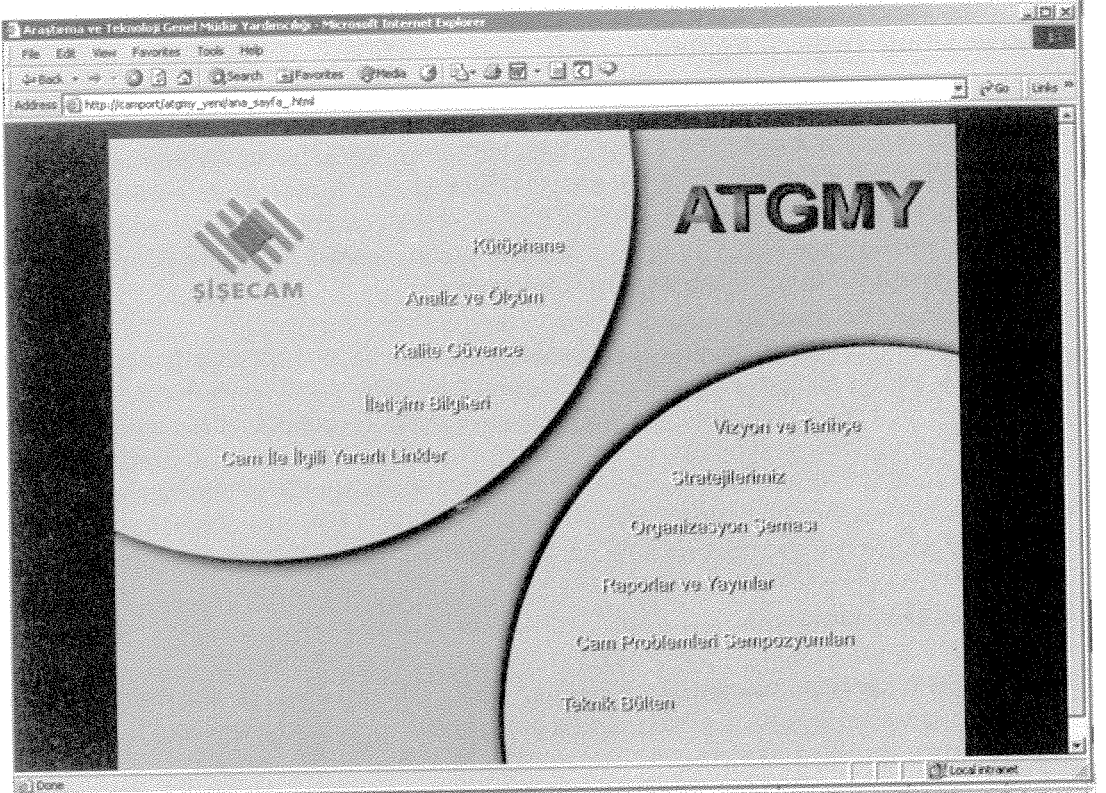 Araştırma ve Teknoloji Genel Müdür Yardımcılığı - Microsoft Internet Explorer
File Edit View Favorites Tools Help
Back Search Favorites Media
Address http://camport/atgmy_yeni/ana_sayfa_.html Go Links
ATGMY
ŞİŞECAM
Kütüphane
Analiz ve Ölçüm
Kalite Güvence
İletişim Bilgileri
Cam İle İlgili Yararlı Linkler
Vizyon ve Tarihçe
Stratejilerimiz
Organizasyon Şeması
Raporlar ve Yayınlar
Cam Problemleri Sempozyumları
Teknik Bülten
Done Local intranet